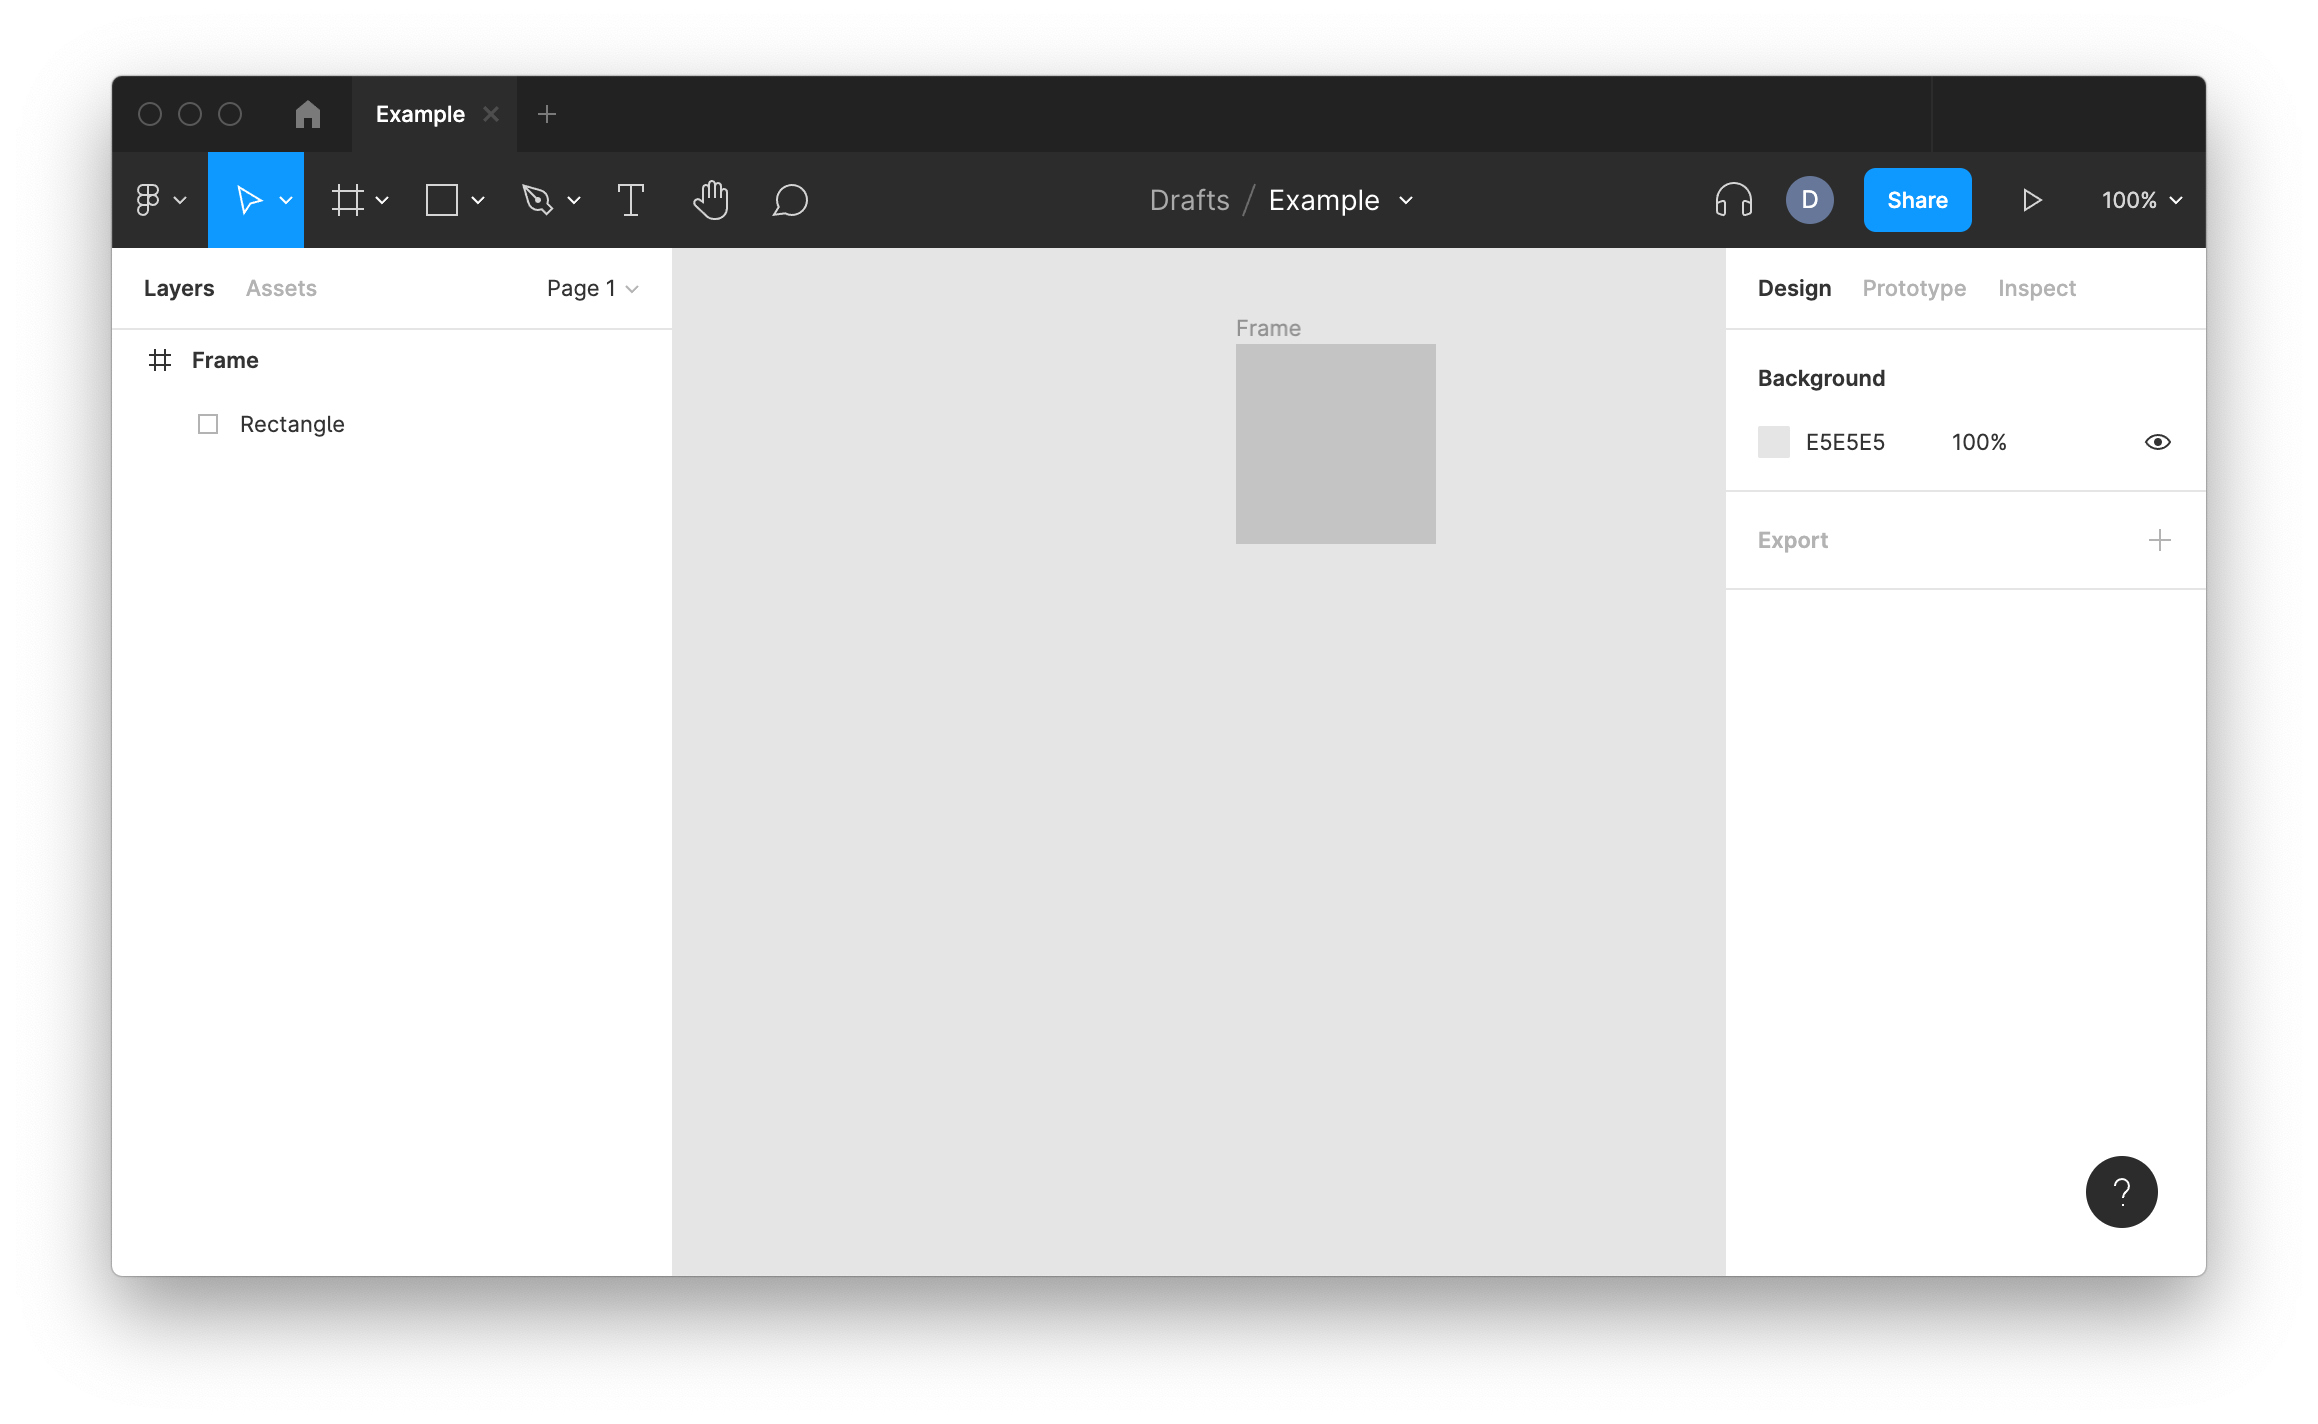 Example
Drafts / Example
D
Share
100%
Layers
Assets
Page 1
Frame
Rectangle
Frame
Design
Prototype
Inspect
Background
E5E5E5
100%
Export
?